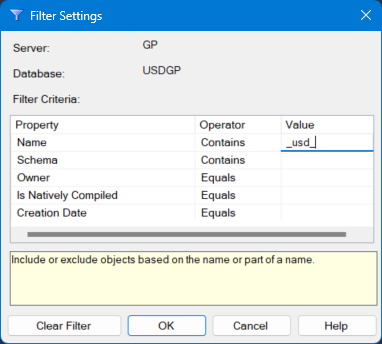 Filter Settings
Server: GP
Database: USDGP
Filter Criteria:
Property Operator Value
Name Contains _usd_
Schema Contains
Owner Equals
Is Natively Compiled Equals
Creation Date Equals
Include or exclude objects based on the name or part of a name.
Clear Filter OK Cancel Help